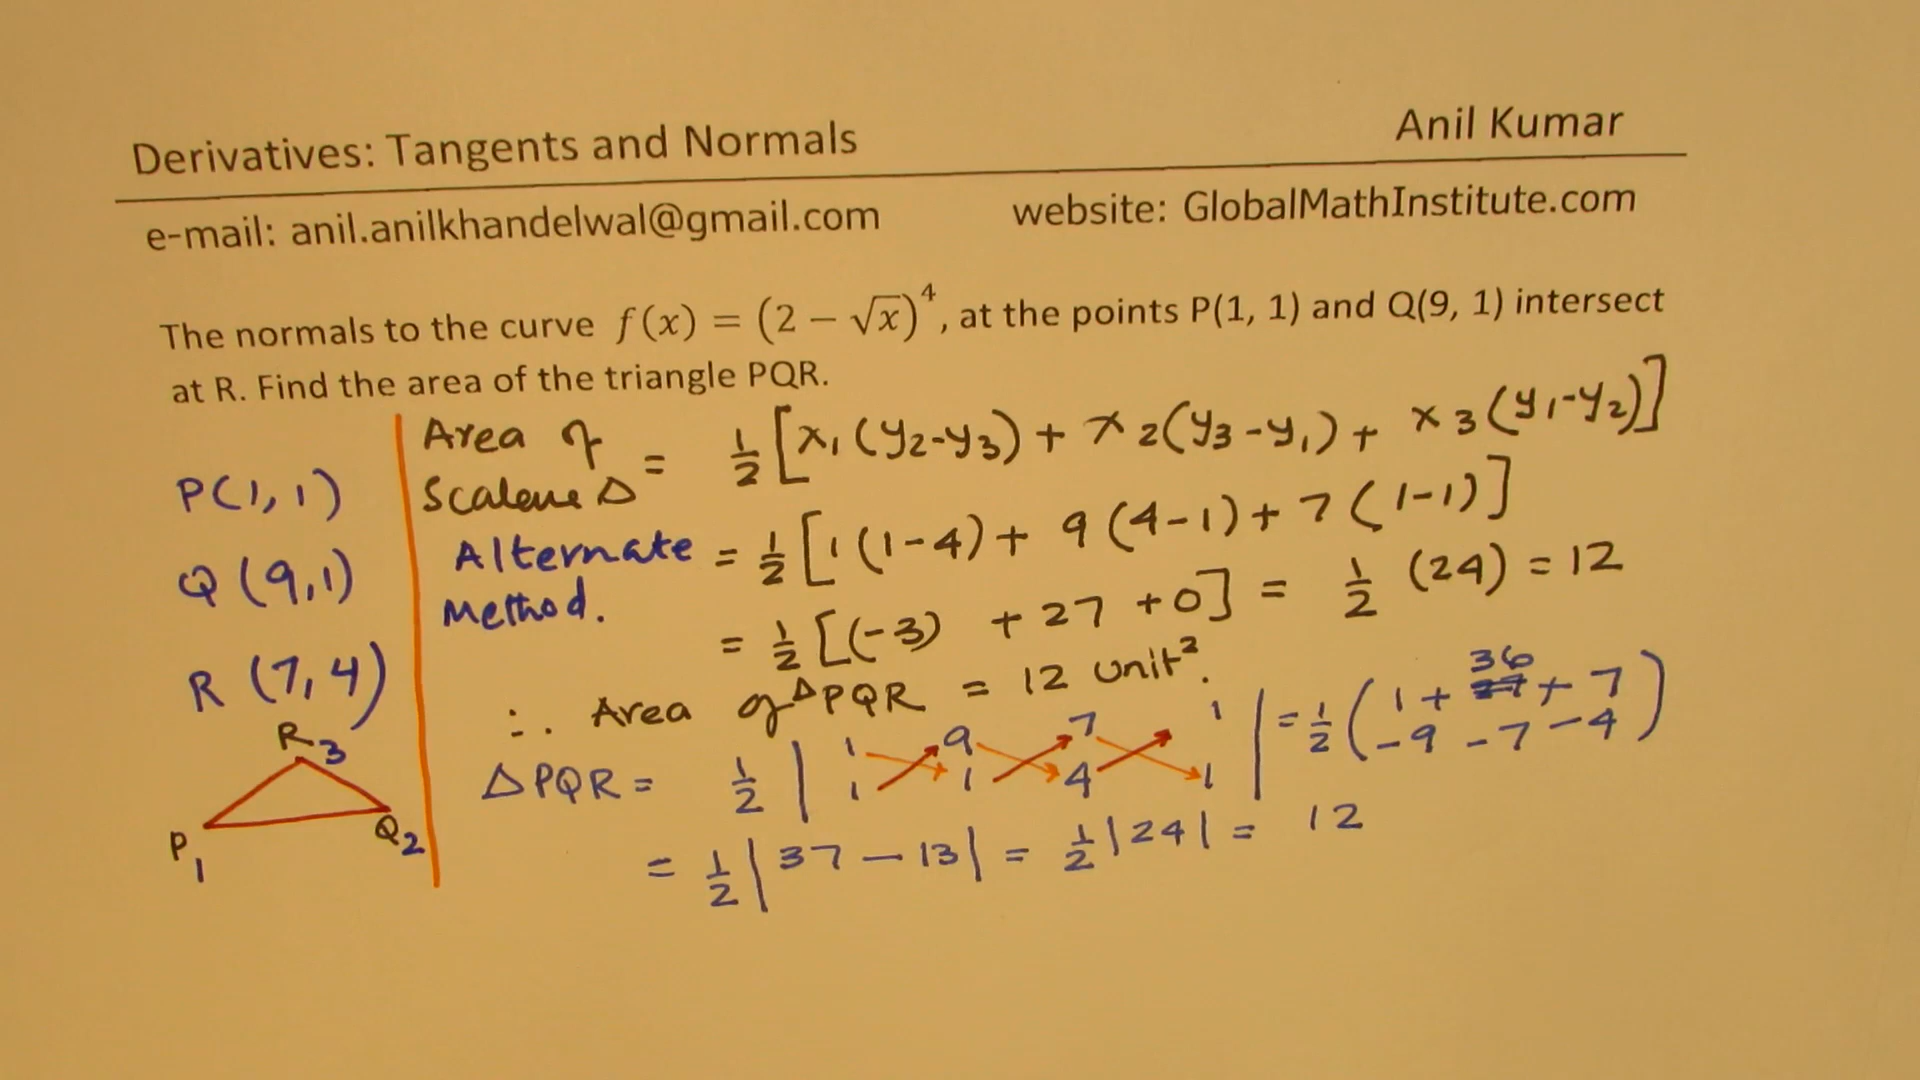 Derivatives: Tangents and Normals
Anil Kumar
e-mail: anil.anilkhandelwal@gmail.com
website: GlobalMathInstitute.com
The normals to the curve f(x) = (2 − √x)⁴, at the points P(1, 1) and Q(9, 1) intersect
at R. Find the area of the triangle PQR.
P(1, 1)
Q (9,1)
R (7,4)
R 3
P 1
Q 2
Area of
Scalene Δ = 1/2 [x₁(y₂-y₃) + x₂(y₃-y₁) + x₃(y₁-y₂)]
Alternate Method. = 1/2 [1(1-4) + 9(4-1) + 7(1-1)]
= 1/2 [(-3) + 27 + 0] = 1/2 (24) = 12
∴ Area of ΔPQR = 12 unit².
ΔPQR = 1/2 | 1 9 7 1 | = 1/2 (1 + 36 + 7
1 1 4 1 -9 -7 -4)
= 1/2 |37 - 13| = 1/2 |24| = 12